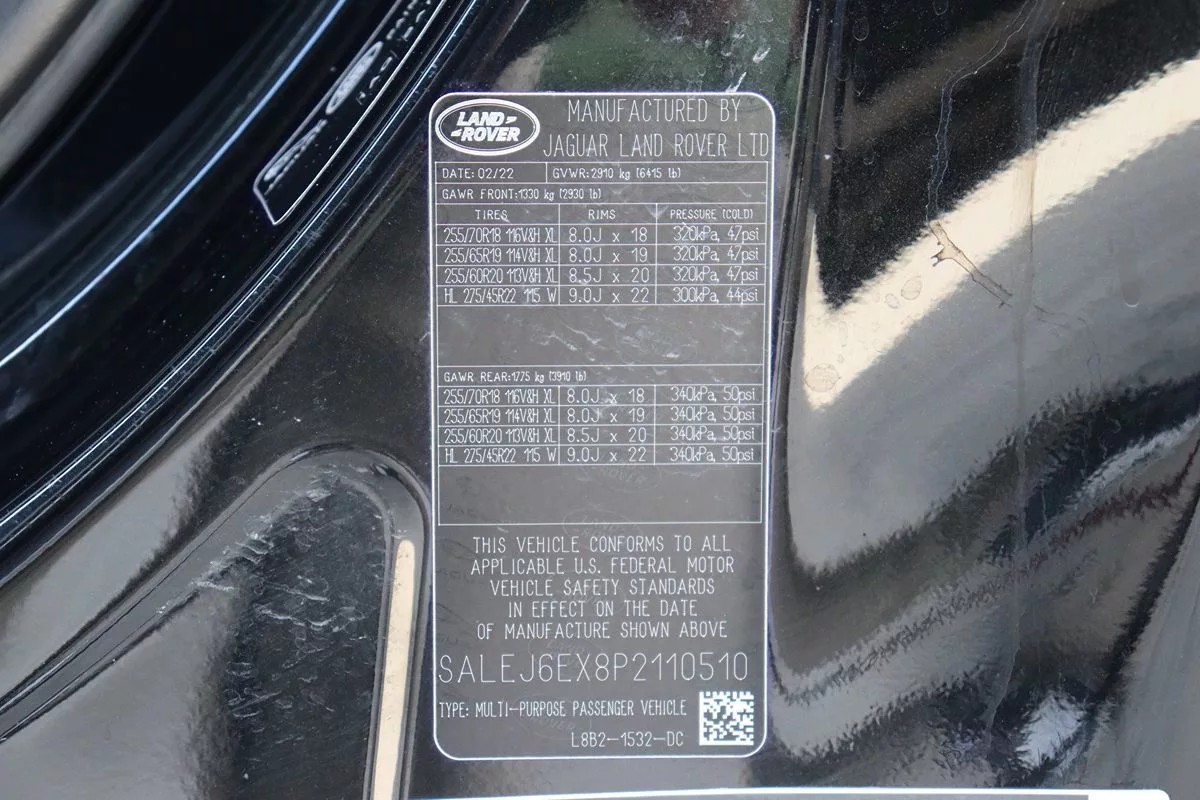 LAND ROVER
MANUFACTURED BY
JAGUAR LAND ROVER LTD
DATE: 02/22 GVWR:2910 kg (6415 lb)
GAWR FRONT:1330 kg (2930 lb)
TIRES RIMS PRESSURE (COLD)
255/70R18 116V&H XL 8.0J x 18 320kPa, 47psi
255/65R19 114V&H XL 8.0J x 19 320kPa, 47psi
255/60R20 113V&H XL 8.5J x 20 320kPa, 47psi
HL 275/45R22 115 W 9.0J x 22 300kPa, 44psi
GAWR REAR:1775 kg (3910 lb)
255/70R18 116V&H XL 8.0J x 18 340kPa, 50psi
255/65R19 114V&H XL 8.0J x 19 340kPa, 50psi
255/60R20 113V&H XL 8.5J x 20 340kPa, 50psi
HL 275/45R22 115 W 9.0J x 22 340kPa, 50psi
THIS VEHICLE CONFORMS TO ALL
APPLICABLE U.S. FEDERAL MOTOR
VEHICLE SAFETY STANDARDS
IN EFFECT ON THE DATE
OF MANUFACTURE SHOWN ABOVE
SALEJ6EX8P2110510
TYPE: MULTI-PURPOSE PASSENGER VEHICLE
L8B2-1532-DC